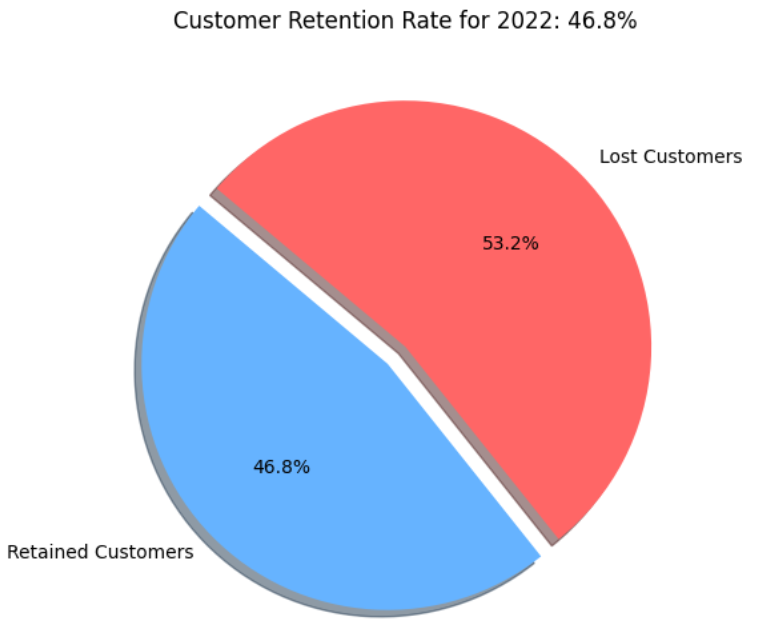 Customer Retention Rate for 2022: 46.8%
Lost Customers
53.2%
46.8%
Retained Customers